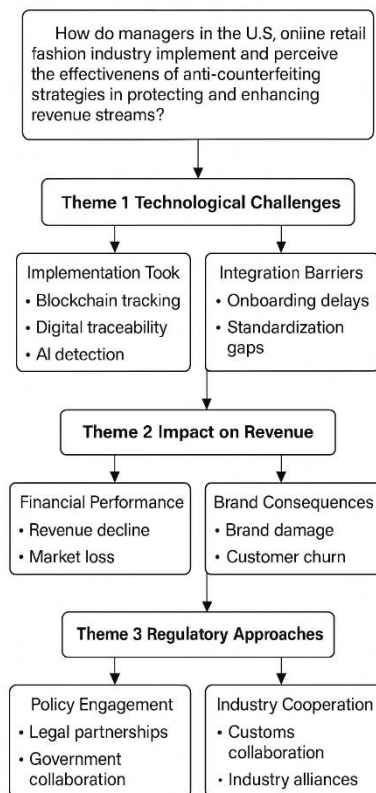 How do managers in the U.S, oniine retail
fashion industry implement and perceive
the effectivenens of anti-counterfeiting
strategies in protecting and enhancing
revenue streams?
Theme 1 Technological Challenges
Implementation Took
• Blockchain tracking
• Digital traceability
• AI detection
Integration Barriers
• Onboarding delays
• Standardization
gaps
Theme 2 Impact on Revenue
Financial Performance
• Revenue decline
• Market loss
Brand Consequences
• Brand damage
• Customer churn
Theme 3 Regulatory Approaches
Policy Engagement
• Legal partnerships
• Government
collaboration
Industry Cooperation
• Customs
collaboration
• Industry alliances